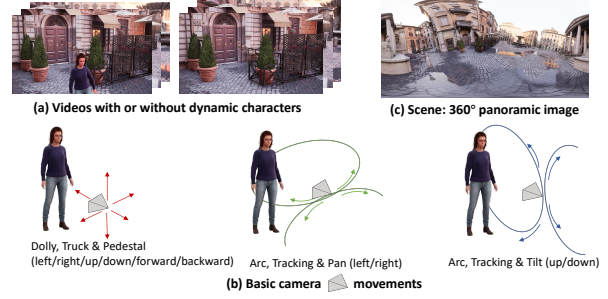 (a) Videos with or without dynamic characters
(c) Scene: 360° panoramic image
Dolly, Truck & Pedestal
(left/right/up/down/forward/backward)
Arc, Tracking & Pan (left/right)
Arc, Tracking & Tilt (up/down)
(b) Basic camera movements